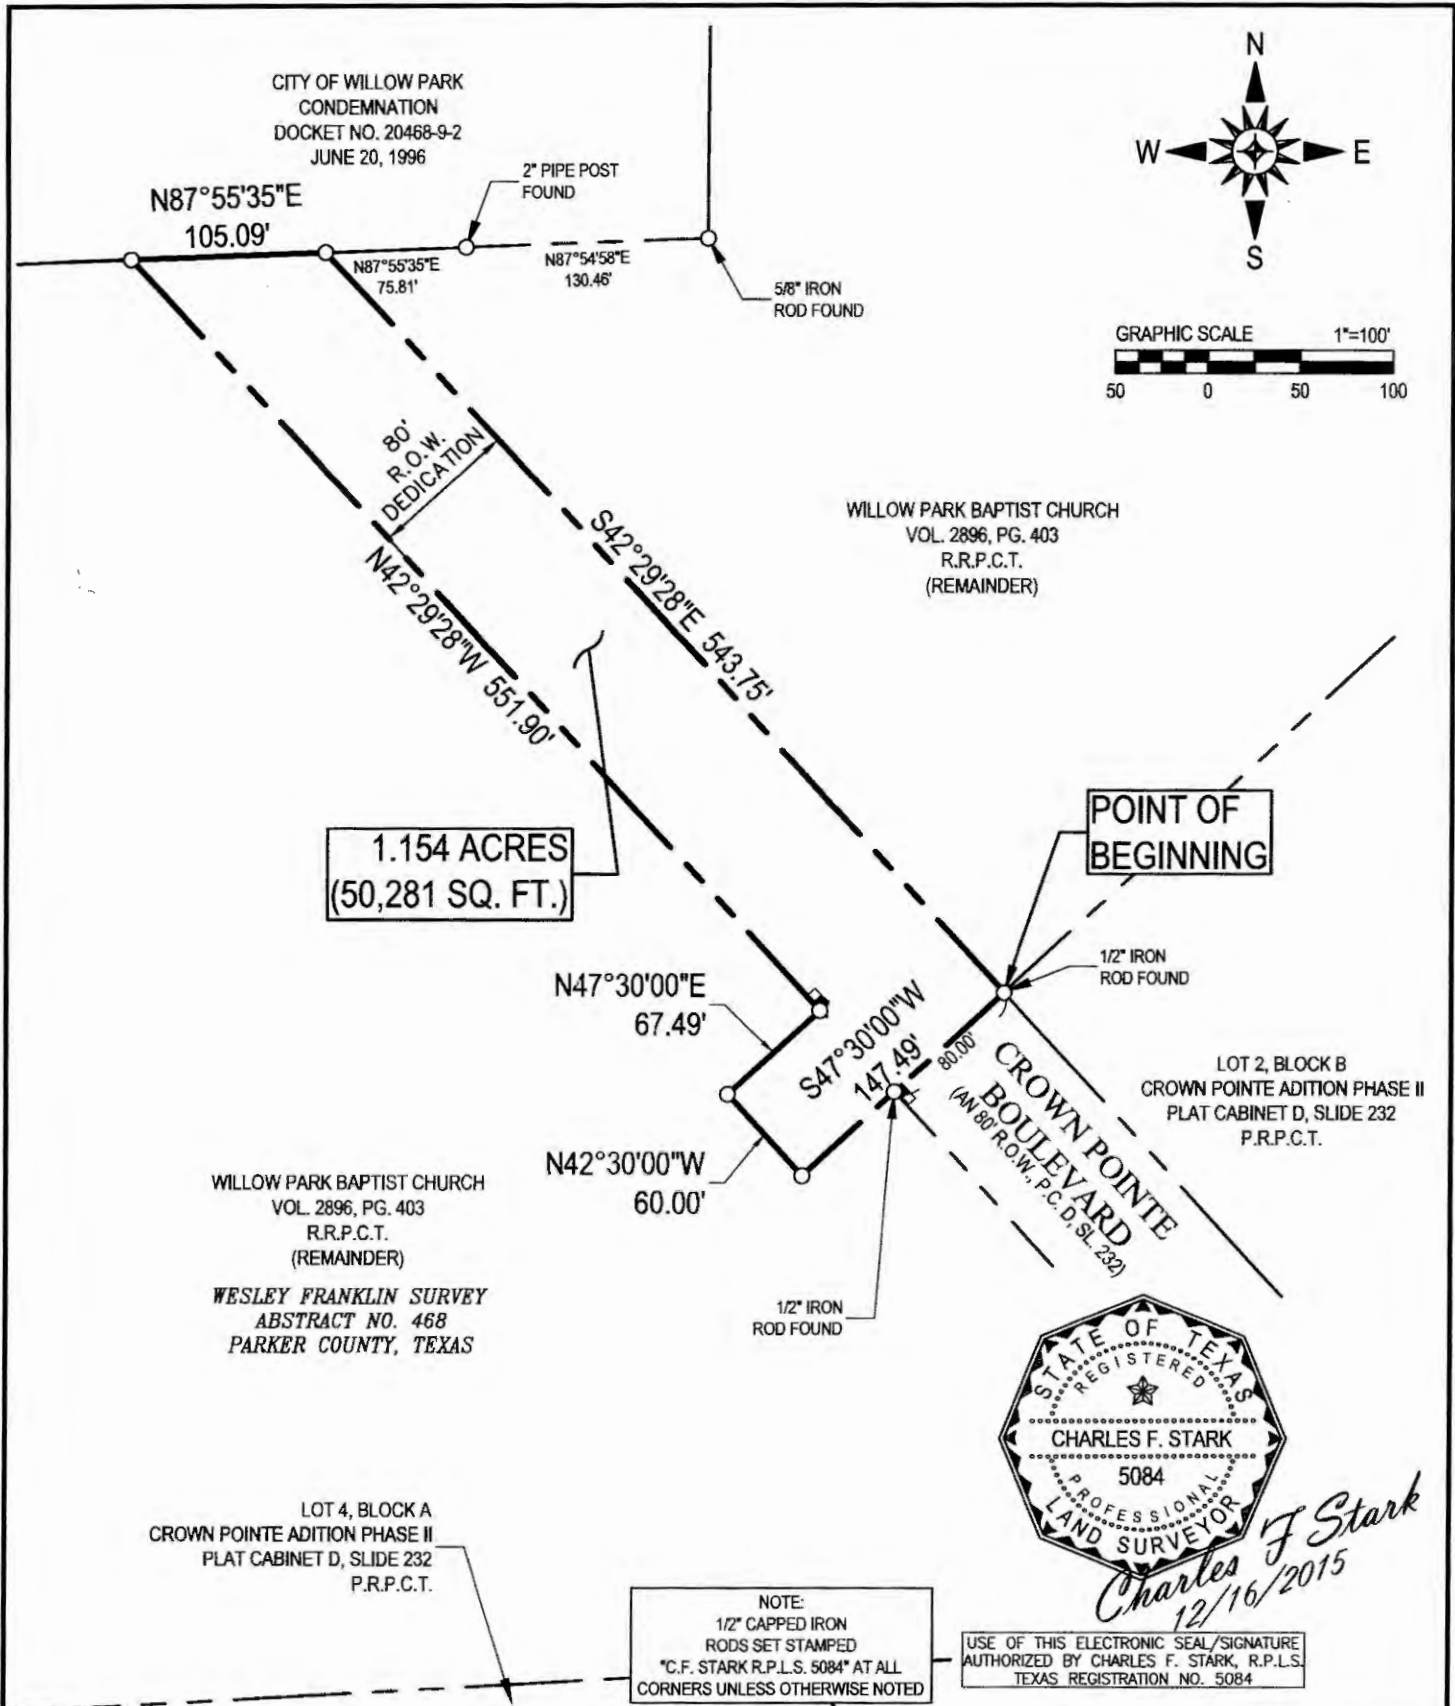 CITY OF WILLOW PARK
CONDEMNATION
DOCKET NO. 20468-9-2
JUNE 20, 1996
N
W
E
S
2" PIPE POST
FOUND
N87°55'35"E
105.09'
N87°55'35"E
75.81'
N87°54'58"E
130.46'
5/8" IRON
ROD FOUND
GRAPHIC SCALE 1"=100'
50 0 50 100
80'
R.O.W.
DEDICATION
WILLOW PARK BAPTIST CHURCH
VOL. 2896, PG. 403
R.R.P.C.T.
(REMAINDER)
S42°29'28"E 543.75'
N42°29'28"W 551.90'
1.154 ACRES
(50,281 SQ. FT.)
POINT OF
BEGINNING
1/2" IRON
ROD FOUND
N47°30'00"E
67.49'
S47°30'00"W
147.49'
80.00'
CROWN POINTE
BOULEVARD
(AN 80' R.O.W., P.C. D, SL. 232)
LOT 2, BLOCK B
CROWN POINTE ADITION PHASE II
PLAT CABINET D, SLIDE 232
P.R.P.C.T.
N42°30'00"W
60.00'
WILLOW PARK BAPTIST CHURCH
VOL. 2896, PG. 403
R.R.P.C.T.
(REMAINDER)
WESLEY FRANKLIN SURVEY
ABSTRACT NO. 468
PARKER COUNTY, TEXAS
1/2" IRON
ROD FOUND
STATE OF TEXAS
REGISTERED
CHARLES F. STARK
5084
PROFESSIONAL
LAND SURVEYOR
Charles F Stark
12/16/2015
LOT 4, BLOCK A
CROWN POINTE ADITION PHASE II
PLAT CABINET D, SLIDE 232
P.R.P.C.T.
NOTE:
1/2" CAPPED IRON
RODS SET STAMPED
"C.F. STARK R.P.L.S. 5084" AT ALL
CORNERS UNLESS OTHERWISE NOTED
USE OF THIS ELECTRONIC SEAL/SIGNATURE
AUTHORIZED BY CHARLES F. STARK, R.P.L.S.
TEXAS REGISTRATION NO. 5084